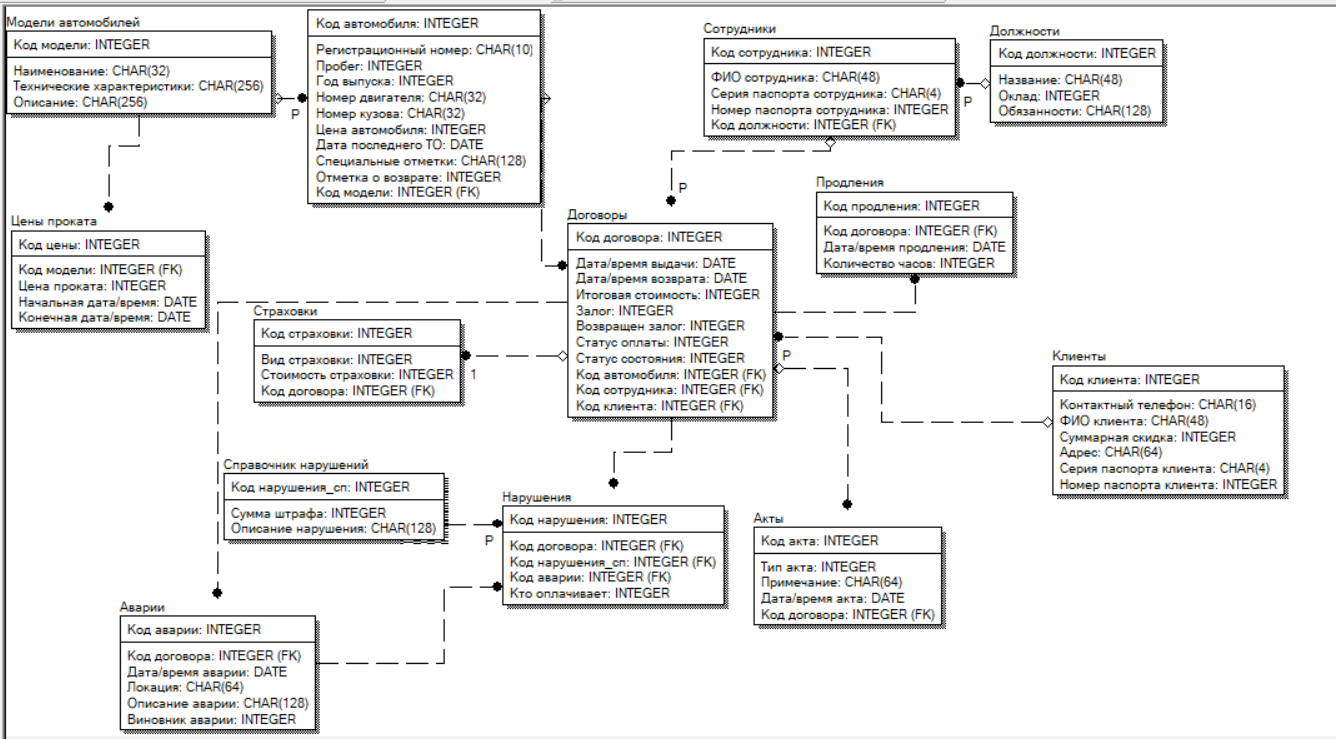 Модели автомобилей
Код модели: INTEGER
Наименование: CHAR(32)
Технические характеристики: CHAR(256)
Описание: CHAR(256)
P
Код автомобиля: INTEGER
Регистрационный номер: CHAR(10)
Пробег: INTEGER
Год выпуска: INTEGER
Номер двигателя: CHAR(32)
Номер кузова: CHAR(32)
Цена автомобиля: INTEGER
Дата последнего ТО: DATE
Специальные отметки: CHAR(128)
Отметка о возврате: INTEGER
Код модели: INTEGER (FK)
Сотрудники
Код сотрудника: INTEGER
ФИО сотрудника: CHAR(48)
Серия паспорта сотрудника: CHAR(4)
Номер паспорта сотрудника: INTEGER
Код должности: INTEGER (FK)
P
Должности
Код должности: INTEGER
Название: CHAR(48)
Оклад: INTEGER
Обязанности: CHAR(128)
P
Цены проката
Код цены: INTEGER
Код модели: INTEGER (FK)
Цена проката: INTEGER
Начальная дата/время: DATE
Конечная дата/время: DATE
Договоры
Код договора: INTEGER
Дата/время выдачи: DATE
Дата/время возврата: DATE
Итоговая стоимость: INTEGER
Залог: INTEGER
Возвращен залог: INTEGER
Статус оплаты: INTEGER
Статус состояния: INTEGER
Код автомобиля: INTEGER (FK)
Код сотрудника: INTEGER (FK)
Код клиента: INTEGER (FK)
P
Продления
Код продления: INTEGER
Код договора: INTEGER (FK)
Дата/время продления: DATE
Количество часов: INTEGER
Страховки
Код страховки: INTEGER
Вид страховки: INTEGER
Стоимость страховки: INTEGER
Код договора: INTEGER (FK)
1
Клиенты
Код клиента: INTEGER
Контактный телефон: CHAR(16)
ФИО клиента: CHAR(48)
Суммарная скидка: INTEGER
Адрес: CHAR(64)
Серия паспорта клиента: CHAR(4)
Номер паспорта клиента: INTEGER
Справочник нарушений
Код нарушения_сп: INTEGER
Сумма штрафа: INTEGER
Описание нарушения: CHAR(128)
P
Нарушения
Код нарушения: INTEGER
Код договора: INTEGER (FK)
Код нарушения_сп: INTEGER (FK)
Код аварии: INTEGER (FK)
Кто оплачивает: INTEGER
Акты
Код акта: INTEGER
Тип акта: INTEGER
Примечание: CHAR(64)
Дата/время акта: DATE
Код договора: INTEGER (FK)
Аварии
Код аварии: INTEGER
Код договора: INTEGER (FK)
Дата/время аварии: DATE
Локация: CHAR(64)
Описание аварии: CHAR(128)
Виновник аварии: INTEGER